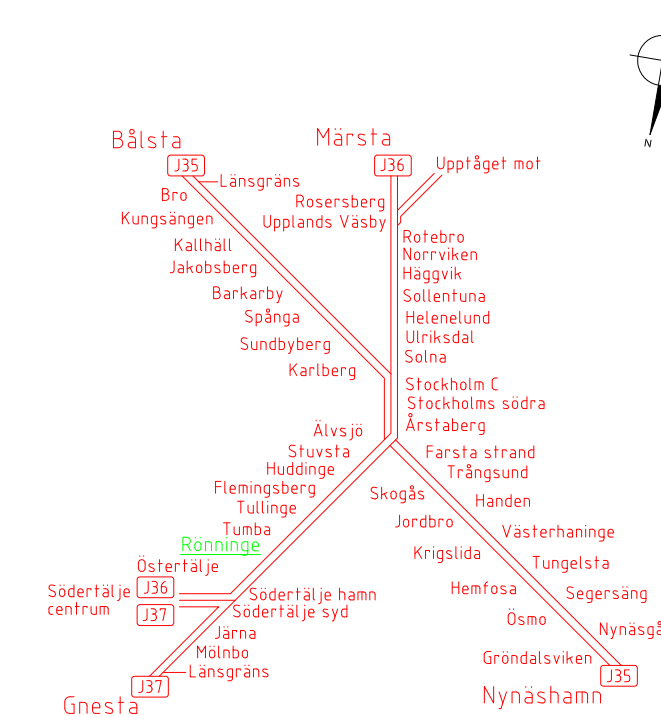 N
Bålsta
Märsta
J35
J36
Upptåget mot
Länsgräns
Bro
Rosersberg
Kungsängen
Upplands Väsby
Kallhäll
Rotebro
Norrviken
Jakobsberg
Häggvik
Barkarby
Sollentuna
Spånga
Helenelund
Sundbyberg
Ulriksdal
Solna
Karlberg
Stockholm C
Stockholms södra
Årstaberg
Älvsjö
Stuvsta
Farsta strand
Huddinge
Trångsund
Flemingsberg
Skogås
Handen
Tullinge
Jordbro
Tumba
Västerhaninge
Rönninge
Krigslida
Östertälje
Tungelsta
J36
Södertälje
centrum
J37
Södertälje hamn
Hemfosa
Segersäng
Södertälje syd
Ösmo
Järna
Nynäsgå
Mölnbo
Gröndalsviken
Länsgräns
J37
J35
Gnesta
Nynäshamn